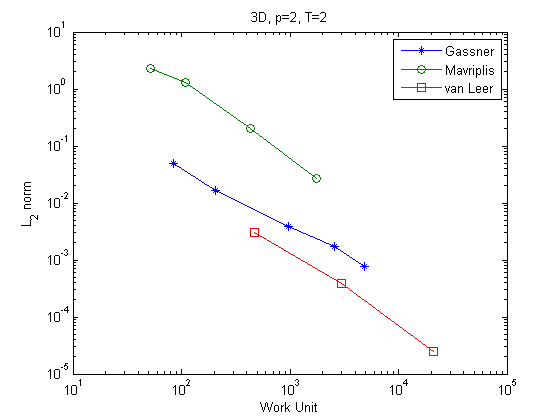 3D, p=2, T=2
Gassner
Mavriplis
van Leer
10^1
10^0
10^-1
10^-2
10^-3
10^-4
10^-5
L_2 norm
10^1 10^2 10^3 10^4 10^5
Work Unit